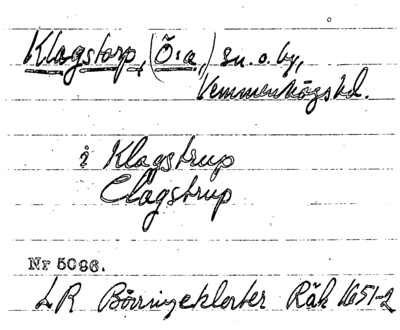 Klagstorp, (Ö:a,) sn. o. by,
Vemmenhögs hd.
i Klagstrup
Clagstrup
Nr 5096.
LR Börringekloster Räk 1651-2